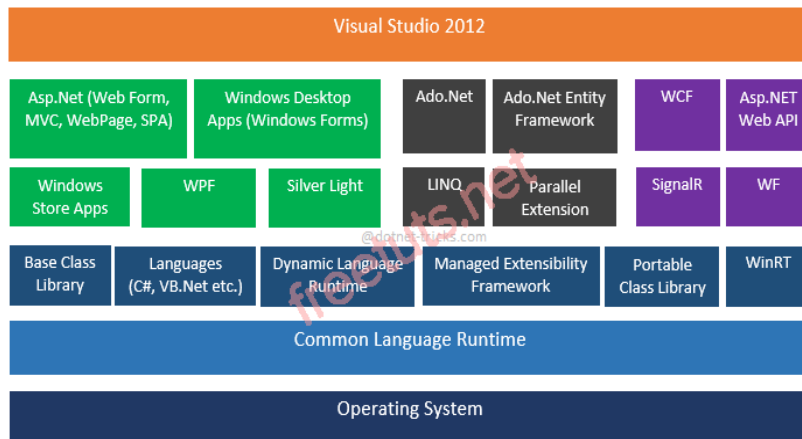 Visual Studio 2012
Asp.Net (Web Form,
MVC, WebPage, SPA)
Windows Desktop
Apps (Windows Forms)
Ado.Net
Ado.Net Entity
Framework
WCF
Asp.NET
Web API
Windows
Store Apps
WPF
Silver Light
LINQ
Parallel
Extension
SignalR
WF
@dotnet-tricks.com
freetuts.net
Base Class
Library
Languages
(C#, VB.Net etc.)
Dynamic Language
Runtime
Managed Extensibility
Framework
Portable
Class Library
WinRT
Common Language Runtime
Operating System